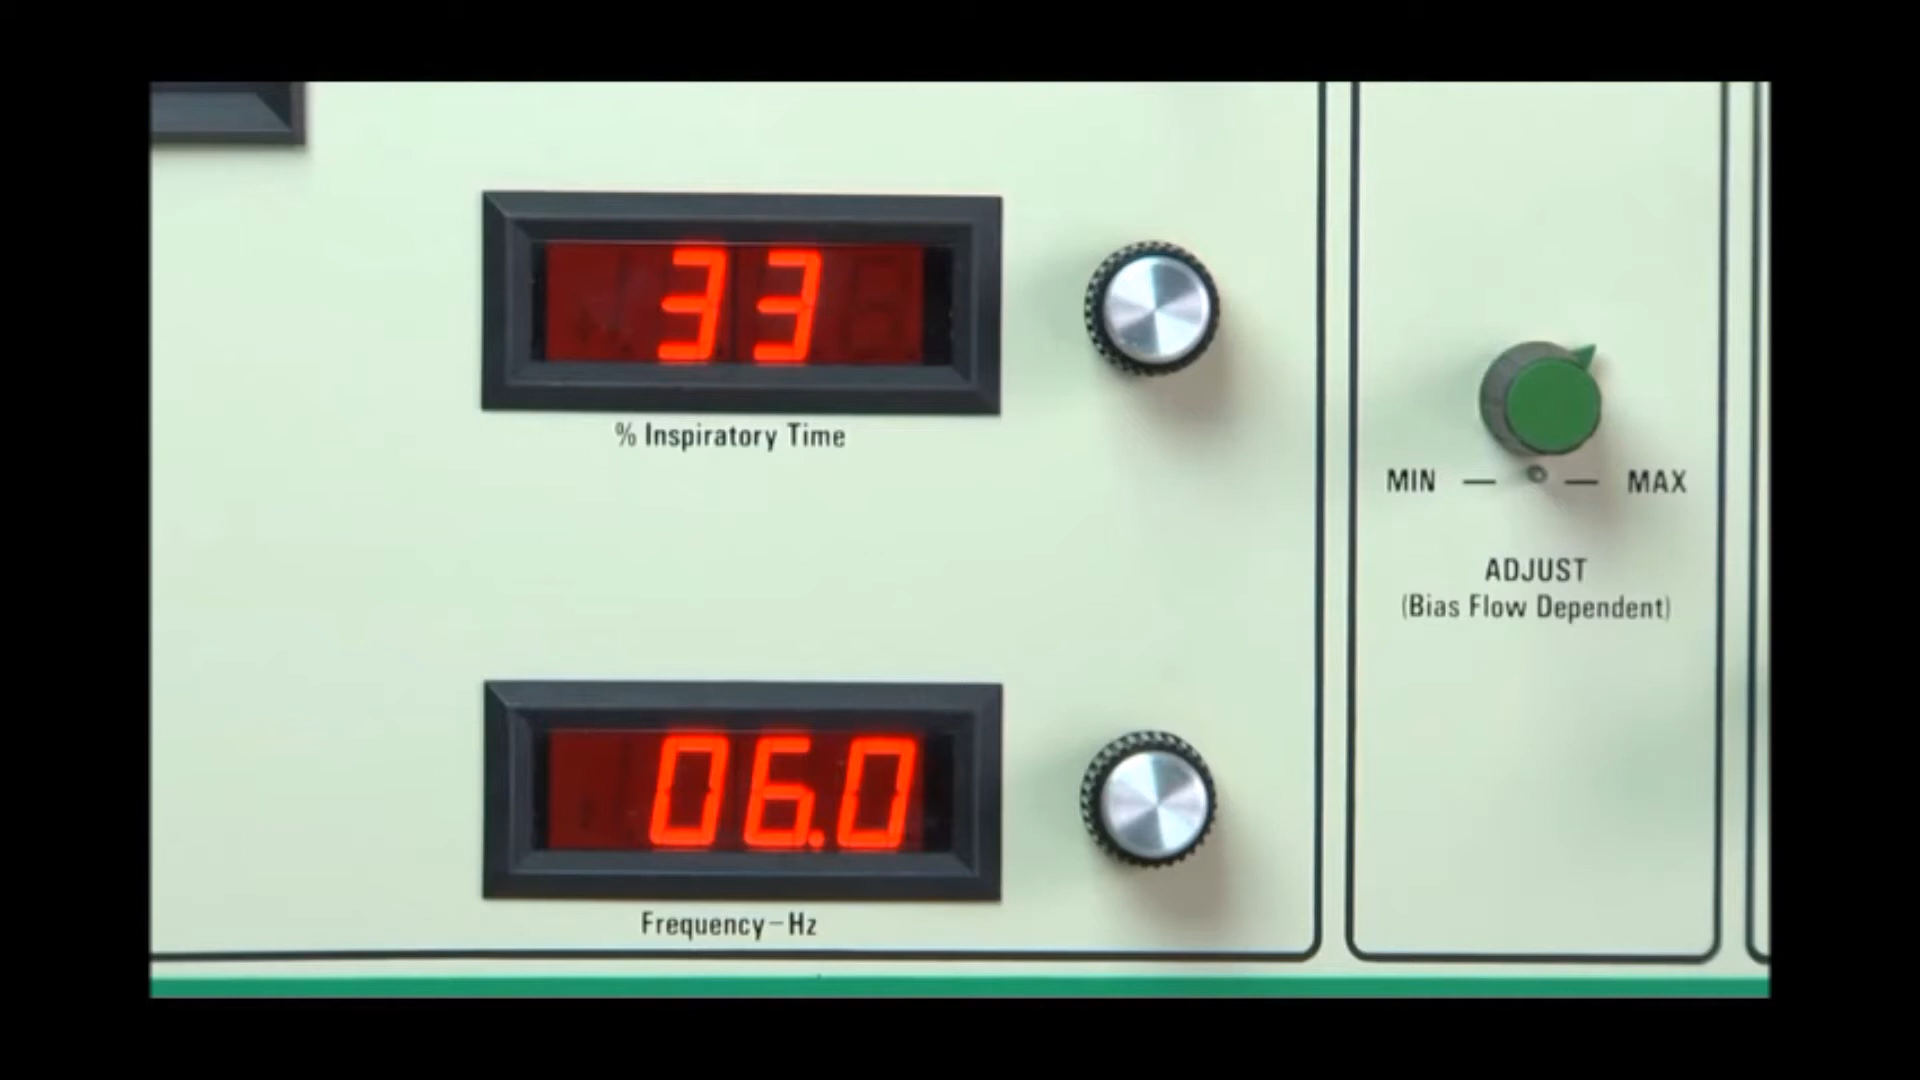 33
% Inspiratory Time
MIN — — MAX
ADJUST
(Bias Flow Dependent)
06.0
Frequency–Hz